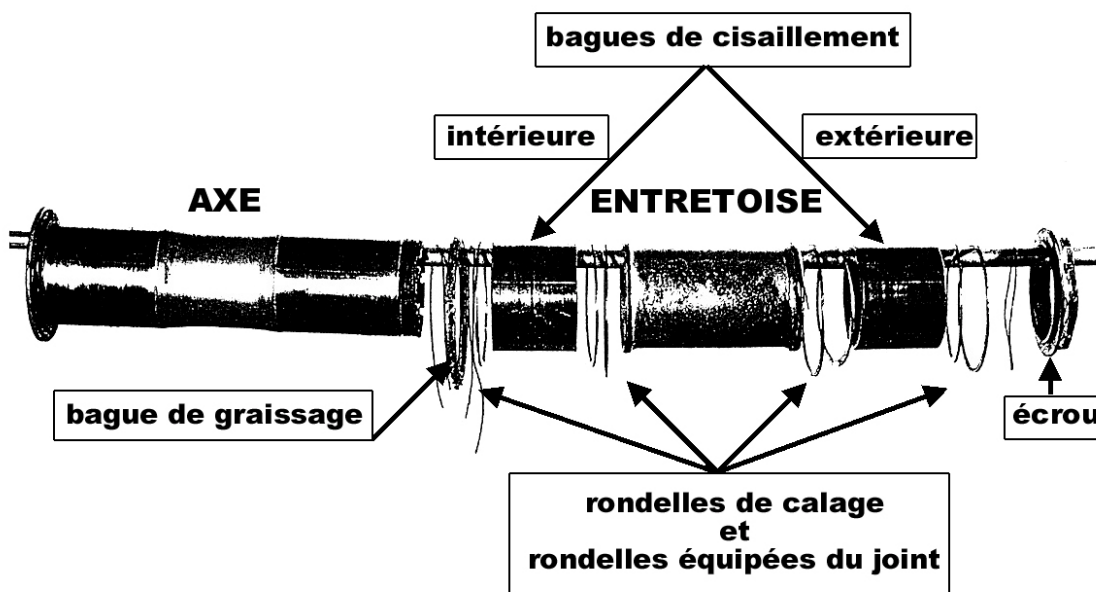 bagues de cisaillement
intérieure
extérieure
AXE
ENTRETOISE
bague de graissage
écrou
rondelles de calage
et
rondelles équipées du joint